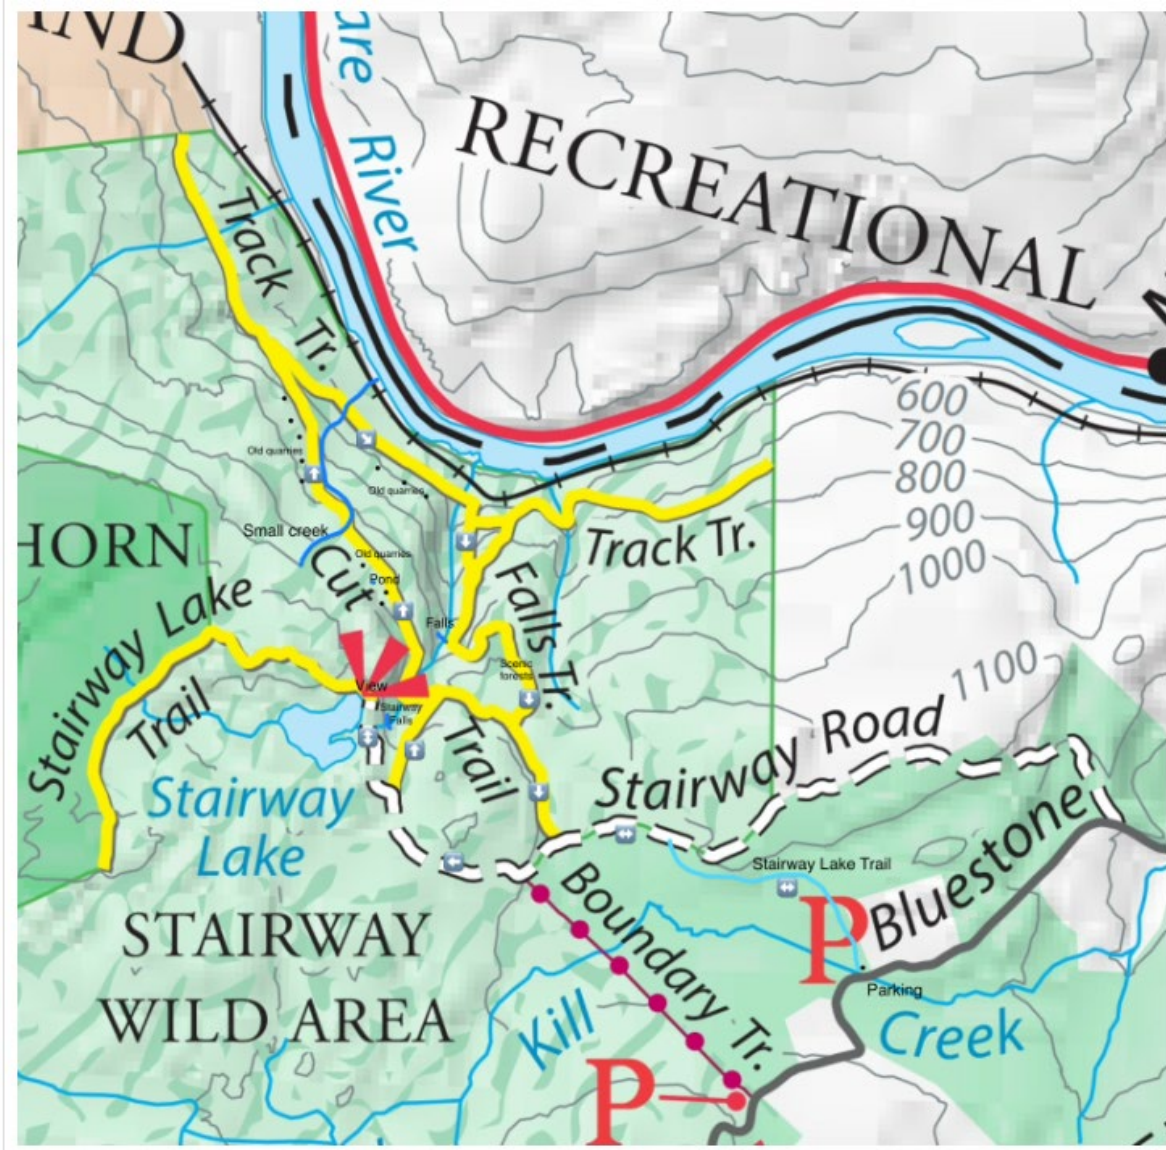 IND
are
River
RECREATIONAL
Track
Tr.
600
700
800
900
1000
1100
Old quarries
Old quarries
Small creek
Old quarries
Pond
Cut
HORN
Track Tr.
Falls
Falls Tr.
Scenic
forests
Stairway Lake
Trail
View
Stairway
Falls
Trail
Stairway Road
Stairway
Lake
Stairway Lake Trail
Bluestone
P
Parking
Boundary Tr.
STAIRWAY
WILD AREA
Kill
Creek
P